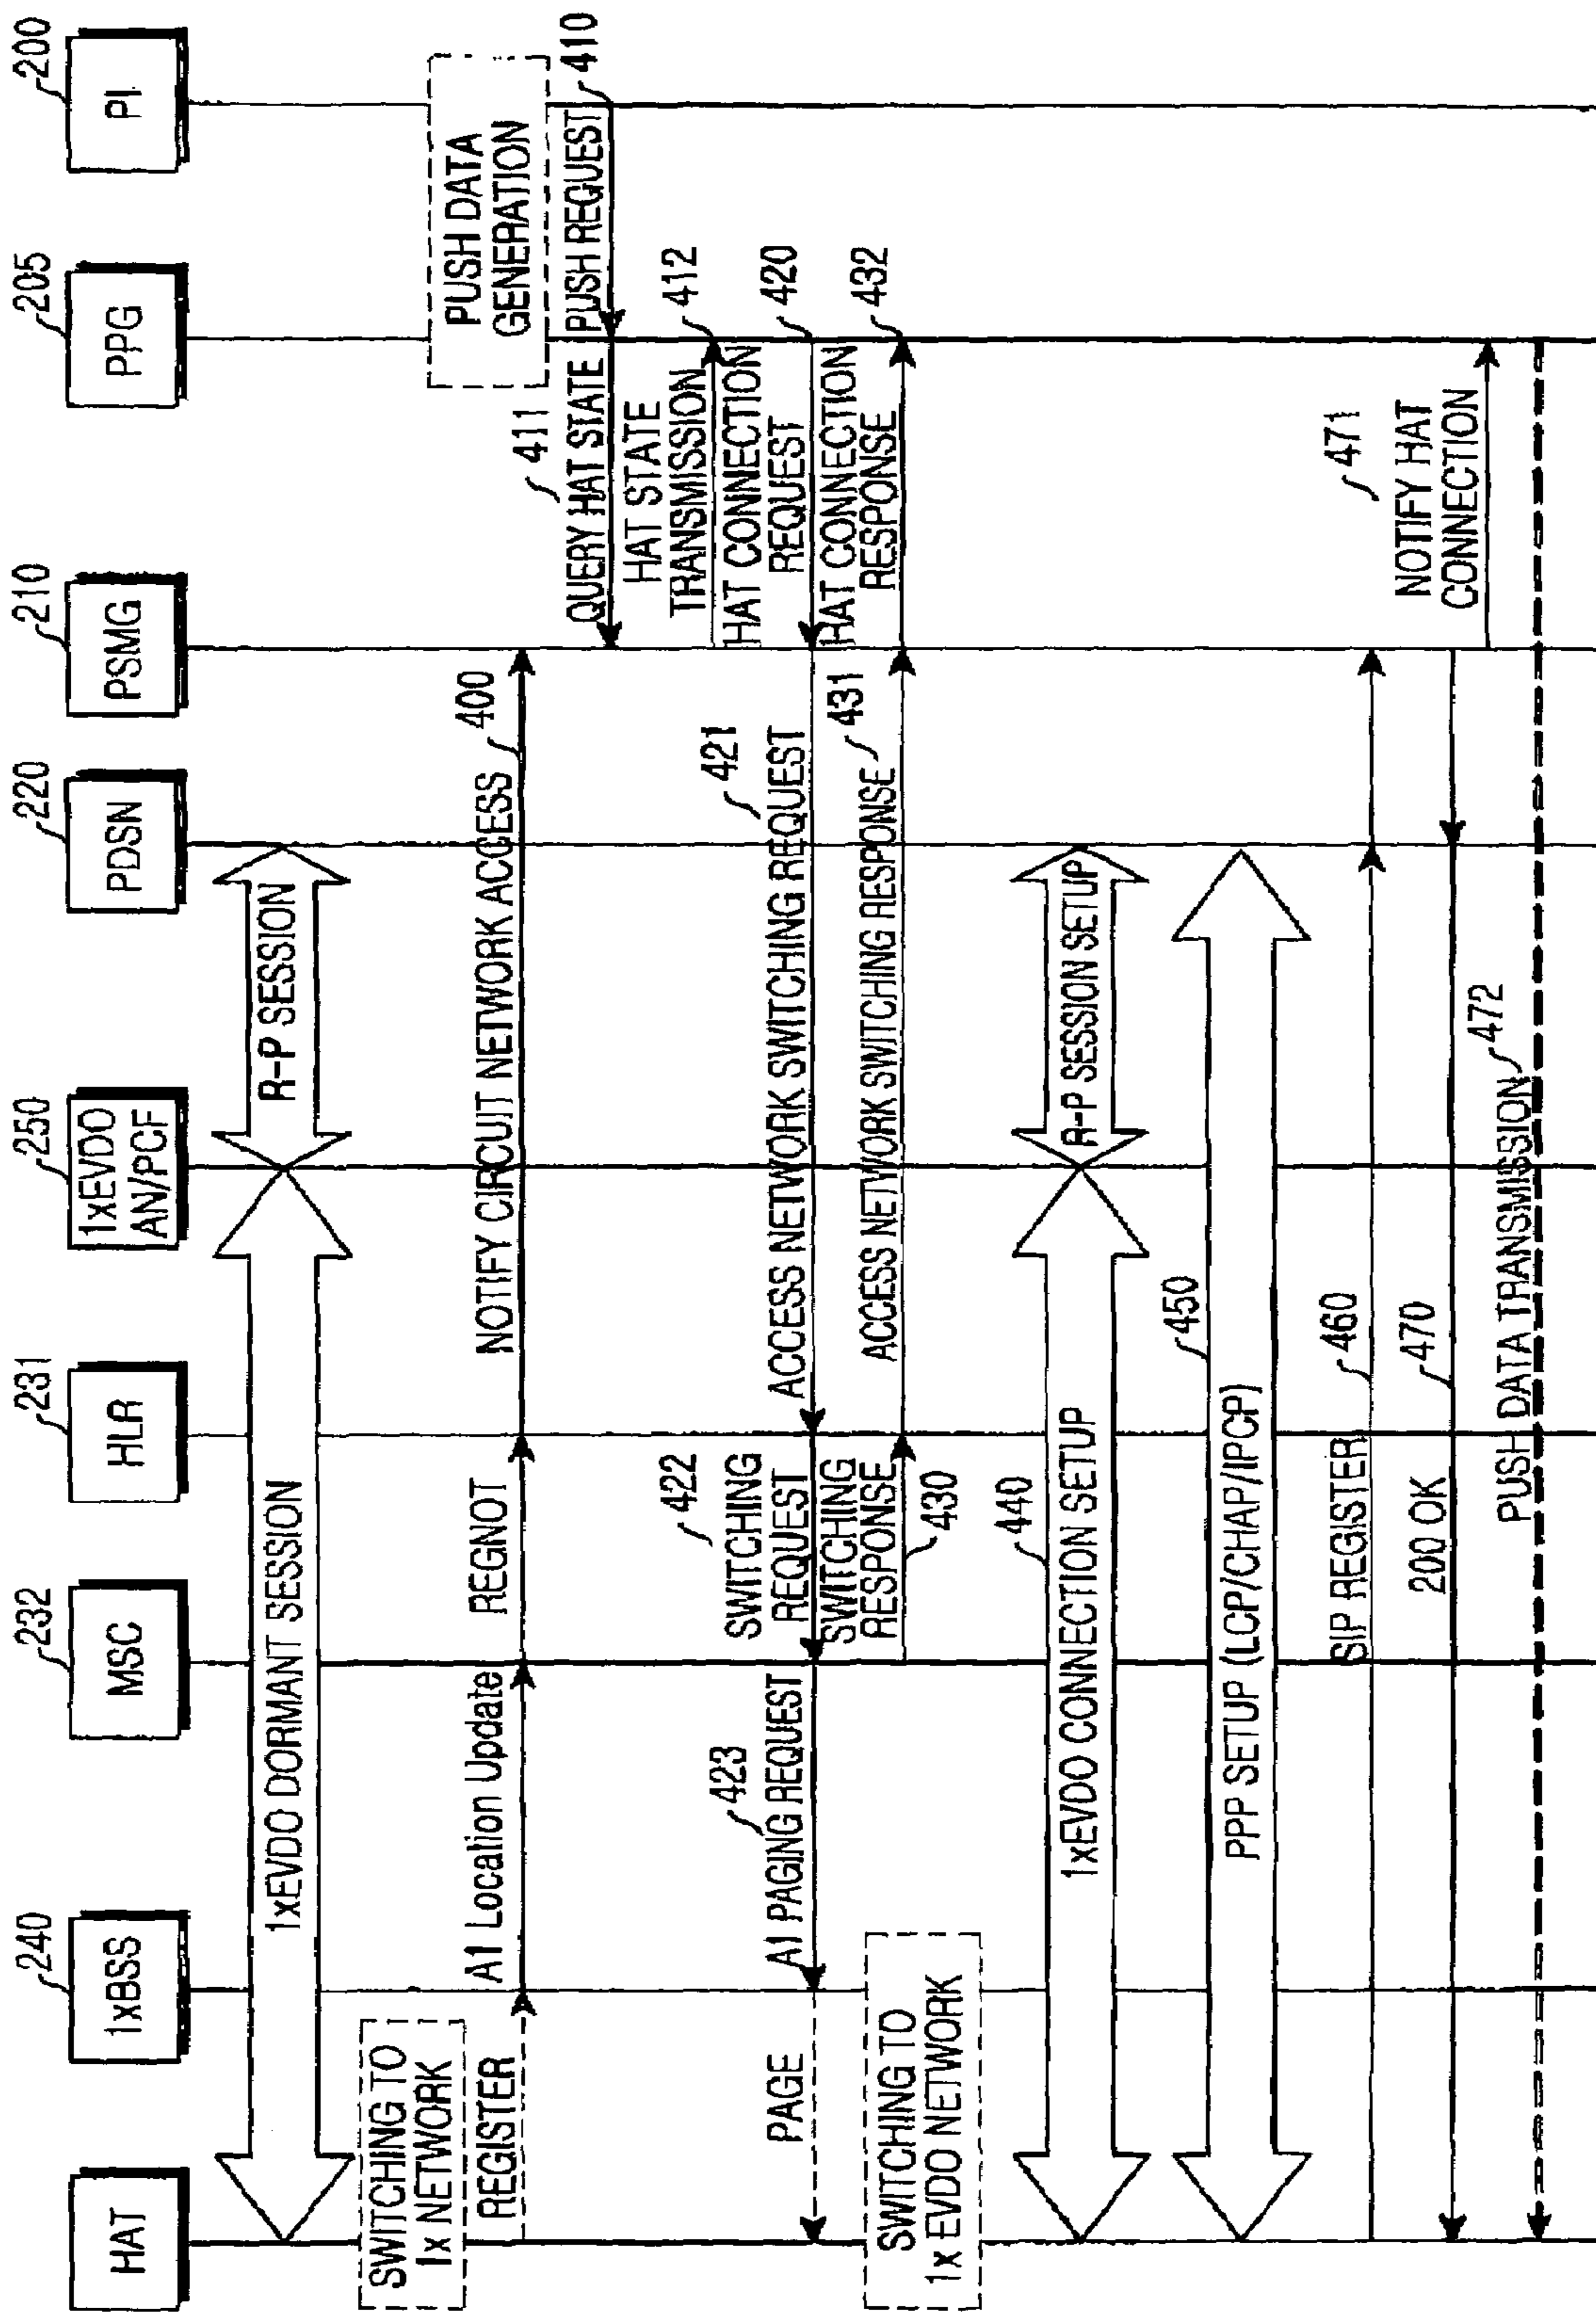 HAT
240
1xBSS
232
MSC
231
HLR
250
1xEVDO
AN/PCF
220
PDSN
210
PSMG
205
PPG
200
PI
1xEVDO DORMANT SESSION
R-P SESSION
SWITCHING TO
1x NETWORK
PUSH DATA
GENERATION
REGISTER
A1 Location Update
REGNOT
NOTIFY CIRCUIT NETWORK ACCESS
400
PUSH REQUEST
410
411
QUERY HAT STATE
HAT STATE
TRANSMISSION
412
HAT CONNECTION
REQUEST
420
421
ACCESS NETWORK SWITCHING REQUEST
422
SWITCHING
REQUEST
423
A1 PAGING REQUEST
PAGE
SWITCHING
RESPONSE
430
ACCESS NETWORK SWITCHING RESPONSE
431
HAT CONNECTION
RESPONSE
432
SWITCHING TO
1x EVDO NETWORK
440
1xEVDO CONNECTION SETUP
R-P SESSION SETUP
450
PPP SETUP (LCP/CHAP/IPCP)
SIP REGISTER
460
200 OK
470
471
NOTIFY HAT
CONNECTION
PUSH DATA TRANSMISSION
472